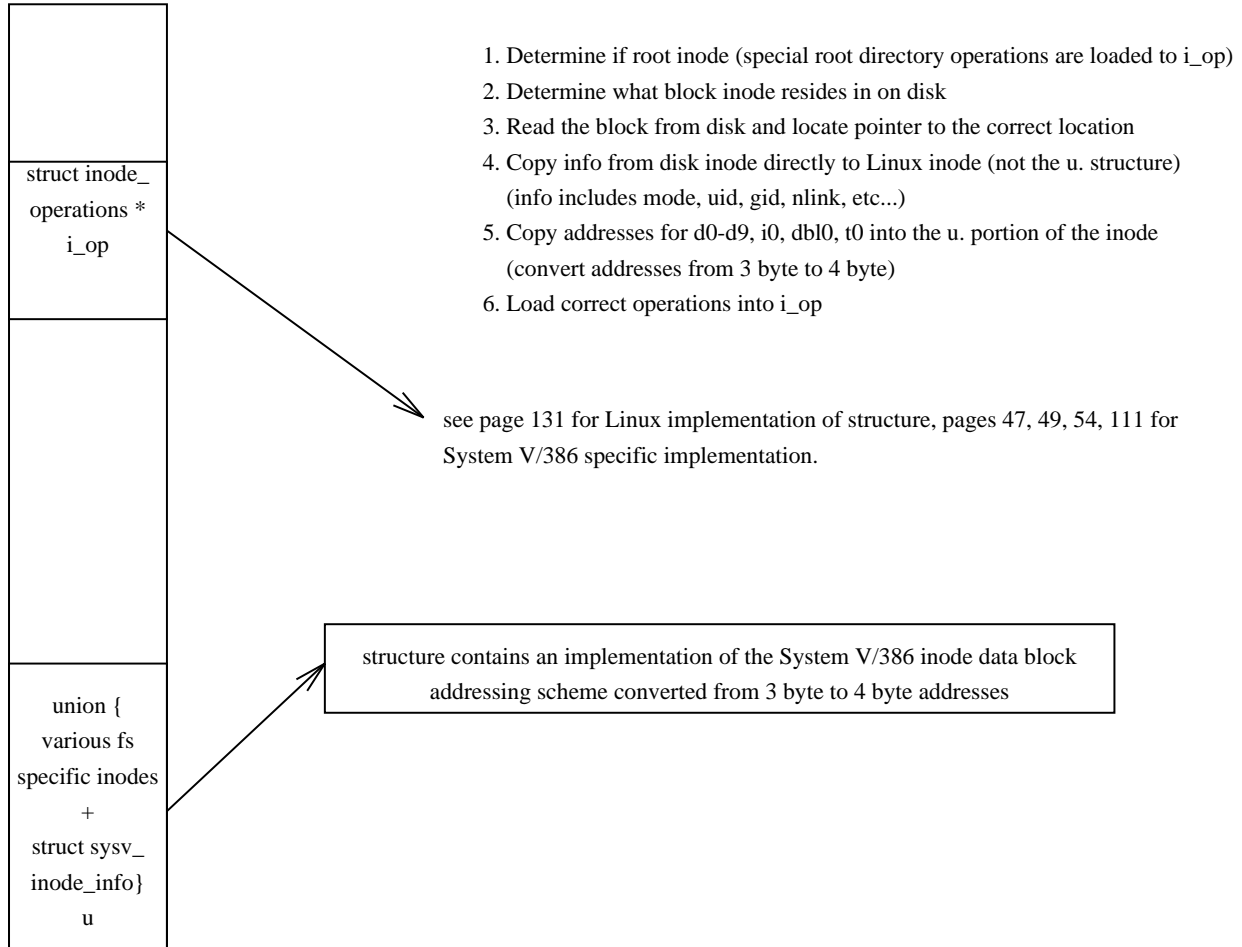 1. Determine if root inode (special root directory operations are loaded to i_op)
2. Determine what block inode resides in on disk
3. Read the block from disk and locate pointer to the correct location
4. Copy info from disk inode directly to Linux inode (not the u. structure)
(info includes mode, uid, gid, nlink, etc...)
5. Copy addresses for d0-d9, i0, dbl0, t0 into the u. portion of the inode
(convert addresses from 3 byte to 4 byte)
6. Load correct operations into i_op
struct inode_
operations *
i_op
see page 131 for Linux implementation of structure, pages 47, 49, 54, 111 for
System V/386 specific implementation.
structure contains an implementation of the System V/386 inode data block
addressing scheme converted from 3 byte to 4 byte addresses
union {
various fs
specific inodes
+
struct sysv_
inode_info}
u